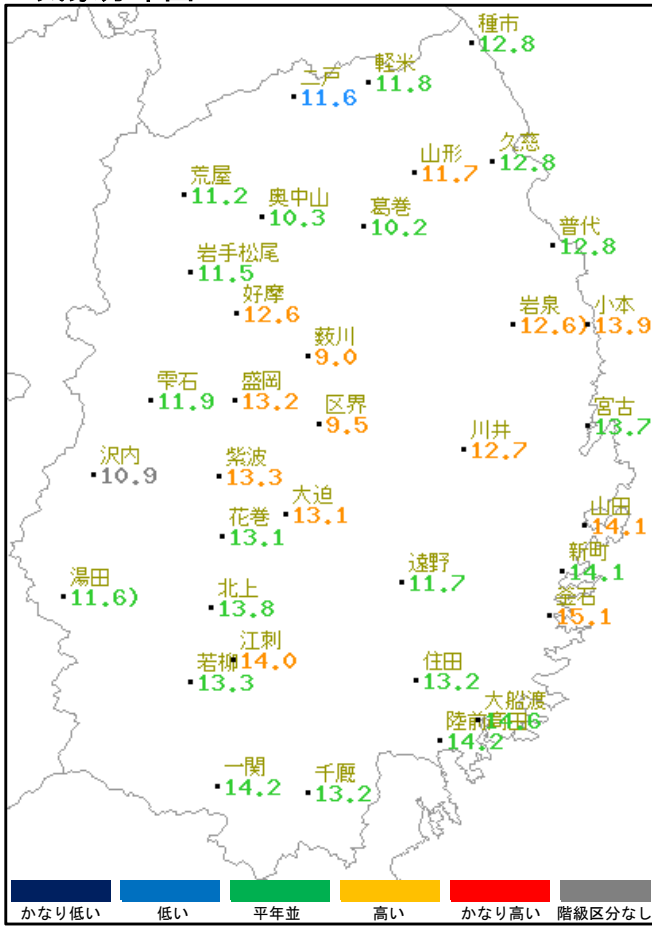 種市
12.8
軽米
11.8
二戸
11.6
久慈
12.8
山形
11.7
荒屋
11.2
奥中山
10.3
葛巻
10.2
普代
12.8
岩手松尾
11.5
好摩
12.6
岩泉
12.6)
小本
13.9
薮川
9.0
雫石
11.9
盛岡
13.2
区界
9.5
宮古
13.7
川井
12.7
沢内
10.9
紫波
13.3
大迫
13.1
山田
14.1
花巻
13.1
新町
14.1
遠野
11.7
湯田
11.6)
北上
13.8
釜石
15.1
江刺
14.0
若柳
13.3
住田
13.2
大船渡
14.6
陸前高田
14.2
一関
14.2
千厩
13.2
かなり低い 低い 平年並 高い かなり高い 階級区分なし